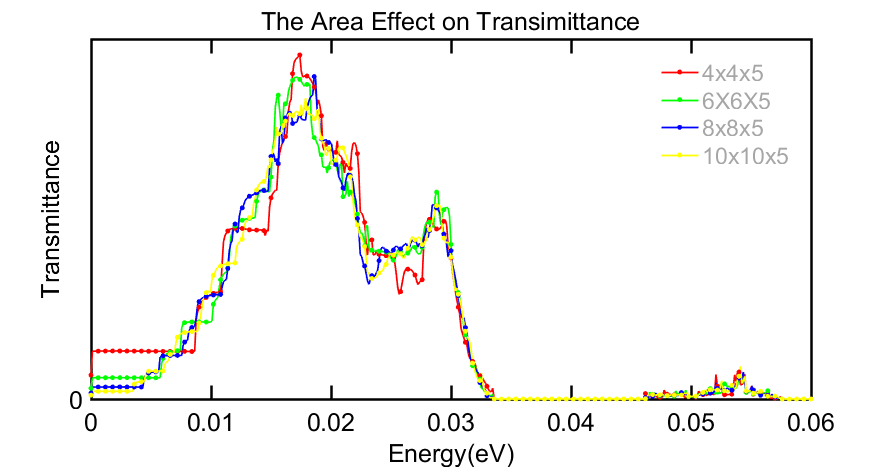 The Area Effect on Transimittance
4x4x5
6X6X5
8x8x5
10x10x5
Transmittance
0
0 0.01 0.02 0.03 0.04 0.05 0.06
Energy(eV)